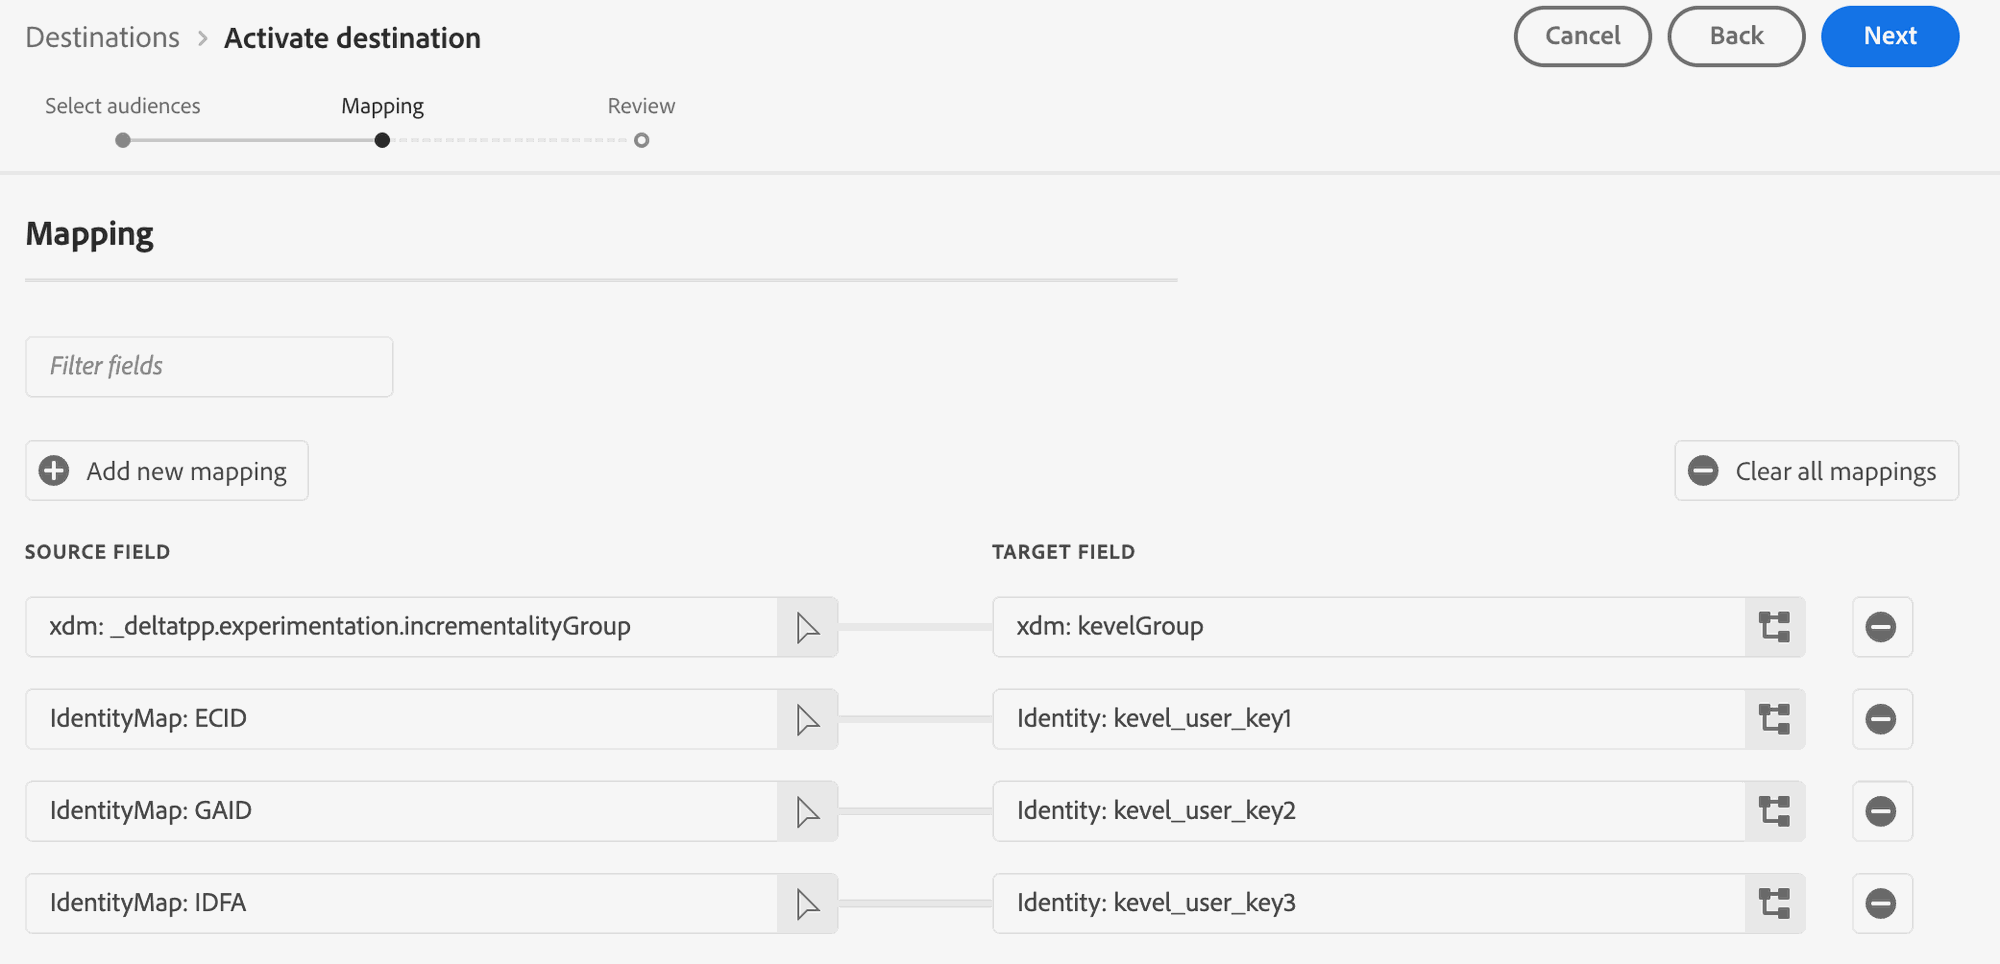 Destinations > Activate destination
Cancel
Back
Next
Select audiences
Mapping
Review
Mapping
Filter fields
Add new mapping
Clear all mappings
SOURCE FIELD
TARGET FIELD
xdm: _deltatpp.experimentation.incrementalityGroup
xdm: kevelGroup
IdentityMap: ECID
Identity: kevel_user_key1
IdentityMap: GAID
Identity: kevel_user_key2
IdentityMap: IDFA
Identity: kevel_user_key3